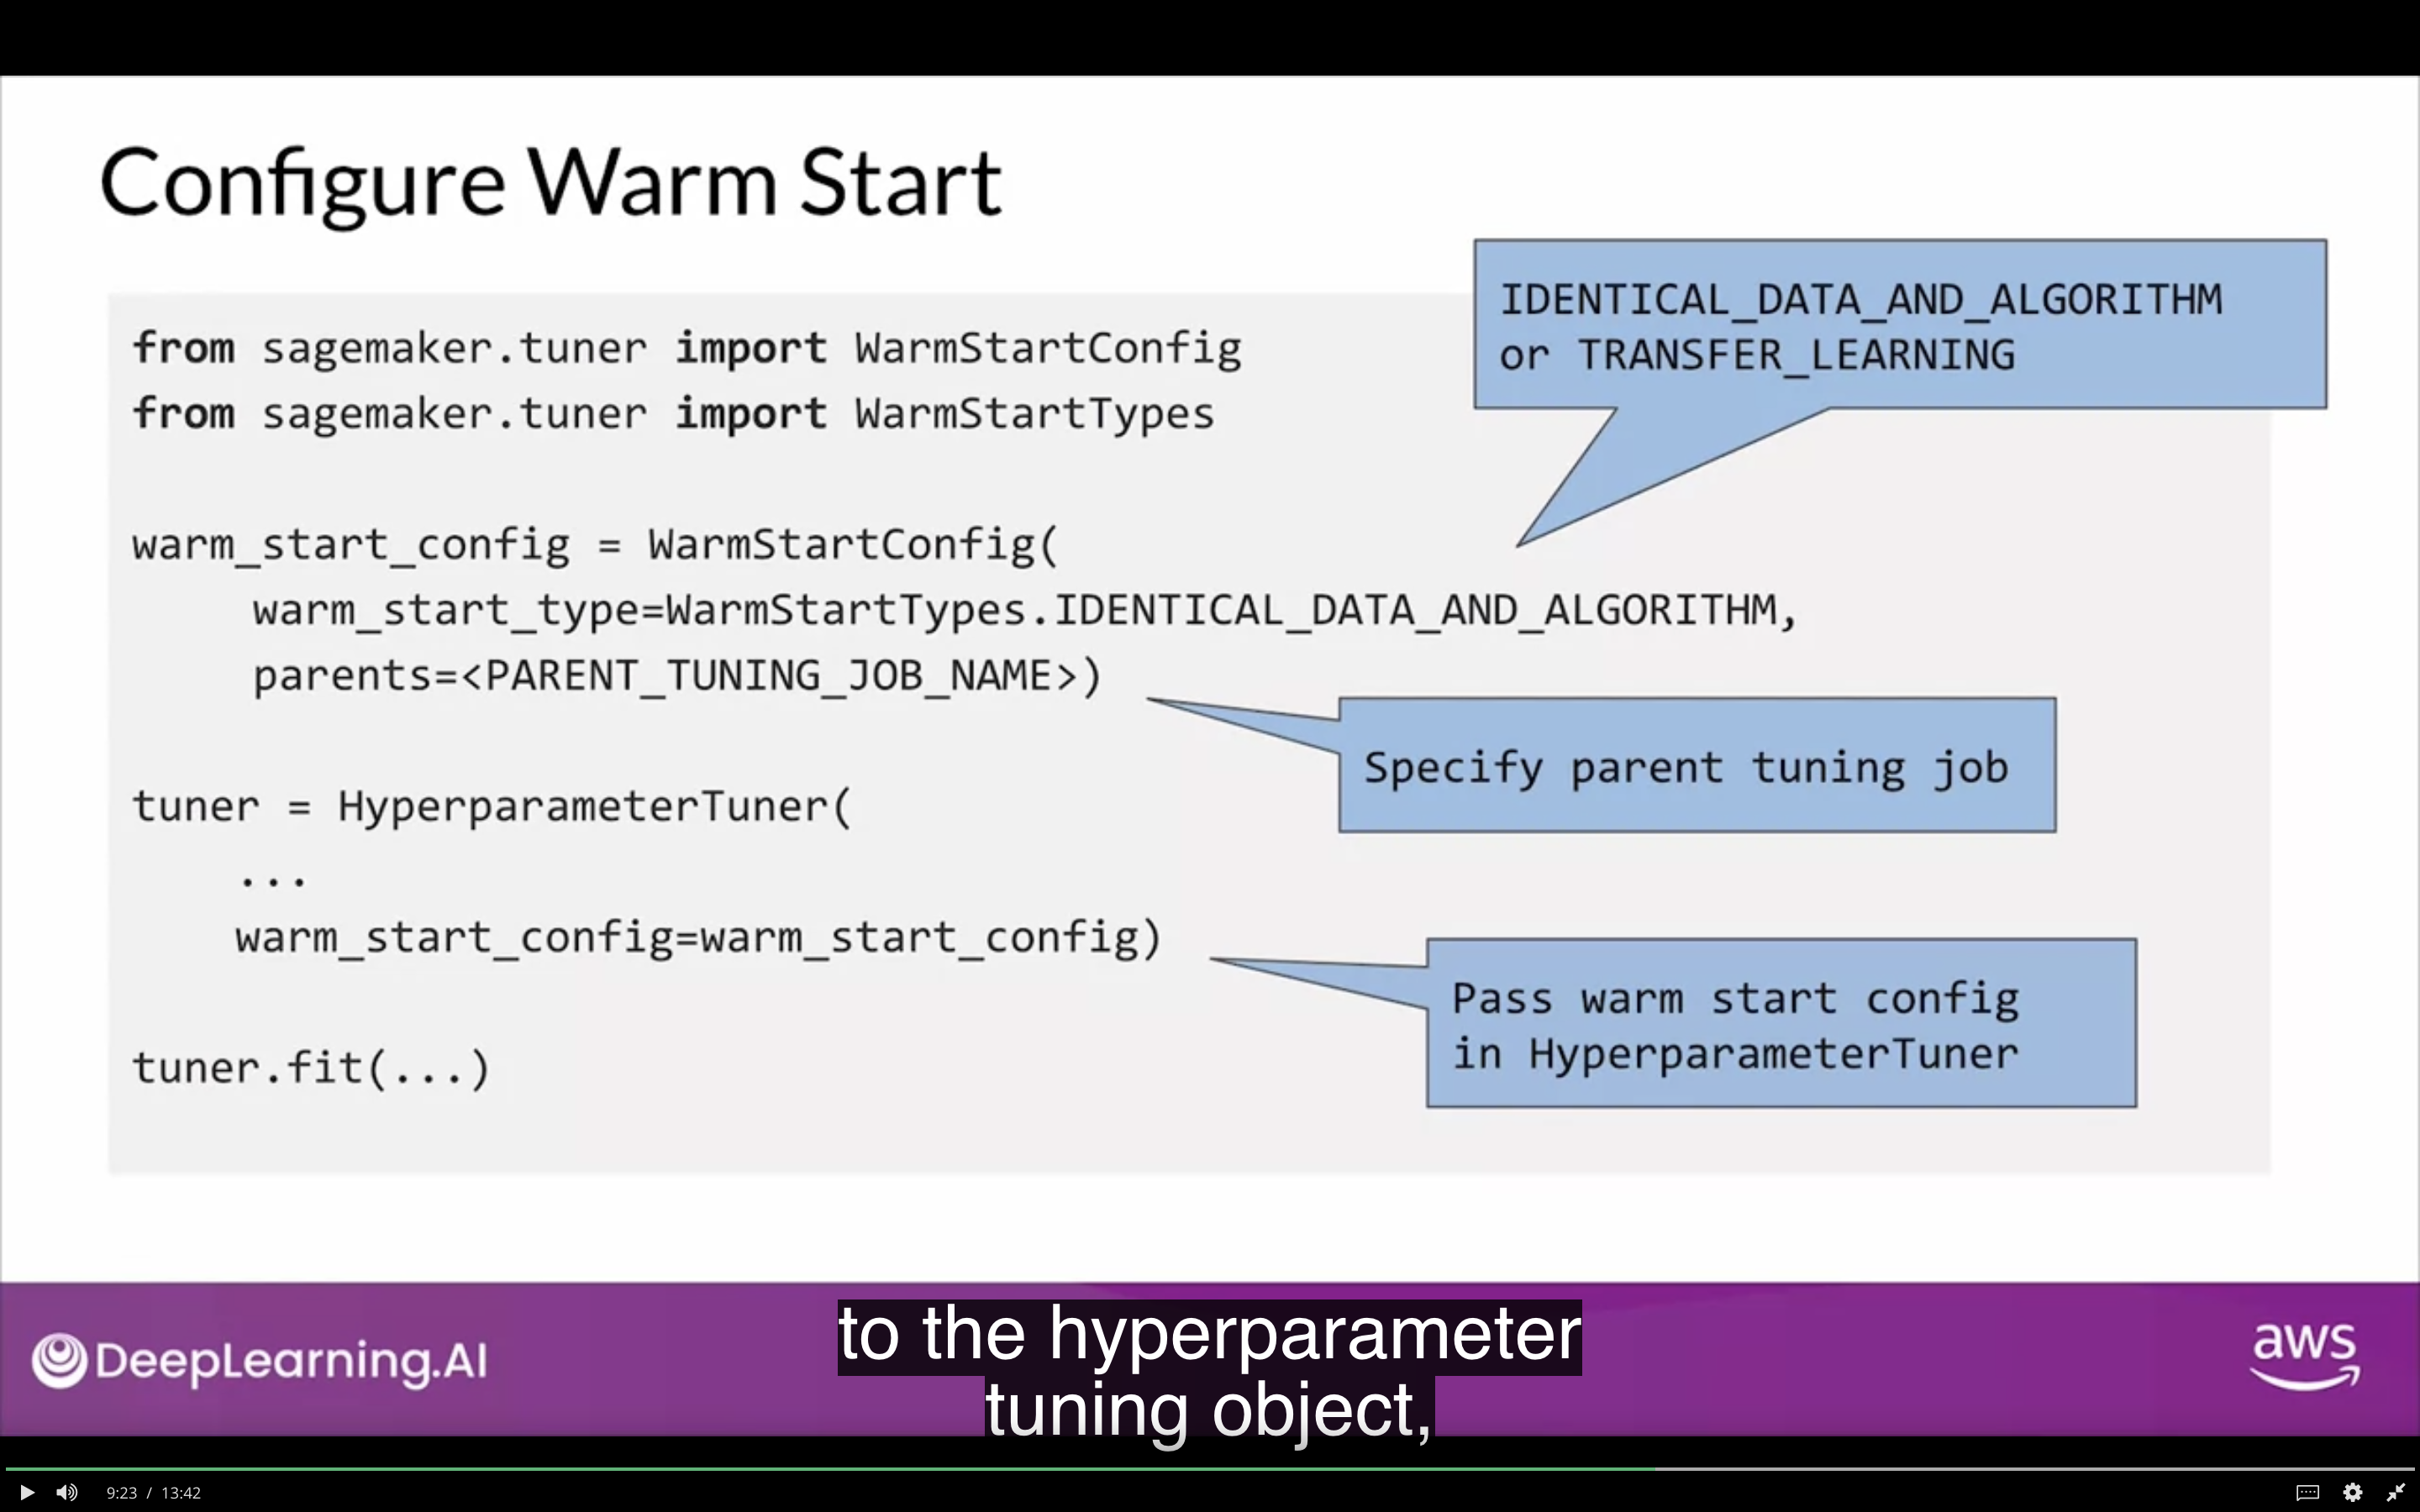 Configure Warm Start
IDENTICAL_DATA_AND_ALGORITHM
or TRANSFER_LEARNING
from sagemaker.tuner import WarmStartConfig
from sagemaker.tuner import WarmStartTypes
warm_start_config = WarmStartConfig(
warm_start_type=WarmStartTypes.IDENTICAL_DATA_AND_ALGORITHM,
parents=<PARENT_TUNING_JOB_NAME>)
Specify parent tuning job
tuner = HyperparameterTuner(
...
warm_start_config=warm_start_config)
Pass warm start config
in HyperparameterTuner
tuner.fit(...)
DeepLearning.AI
to the hyperparameter
tuning object,
aws
9:23 / 13:42